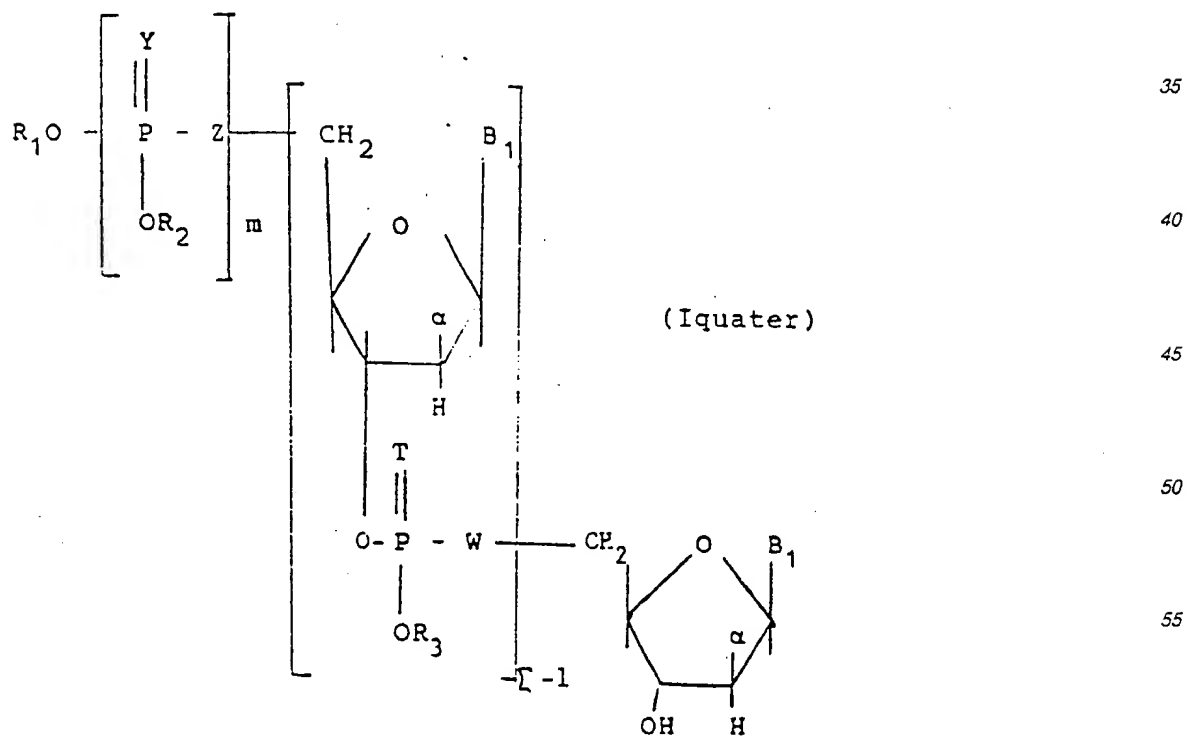 Y
35
R₁O - P - Z CH₂ B₁
OR₂ m O 40
α (Iquater)
45
H
T
50
O-P - W CH₂ O B₁
OR₃ α 55
Σ-1
OH H